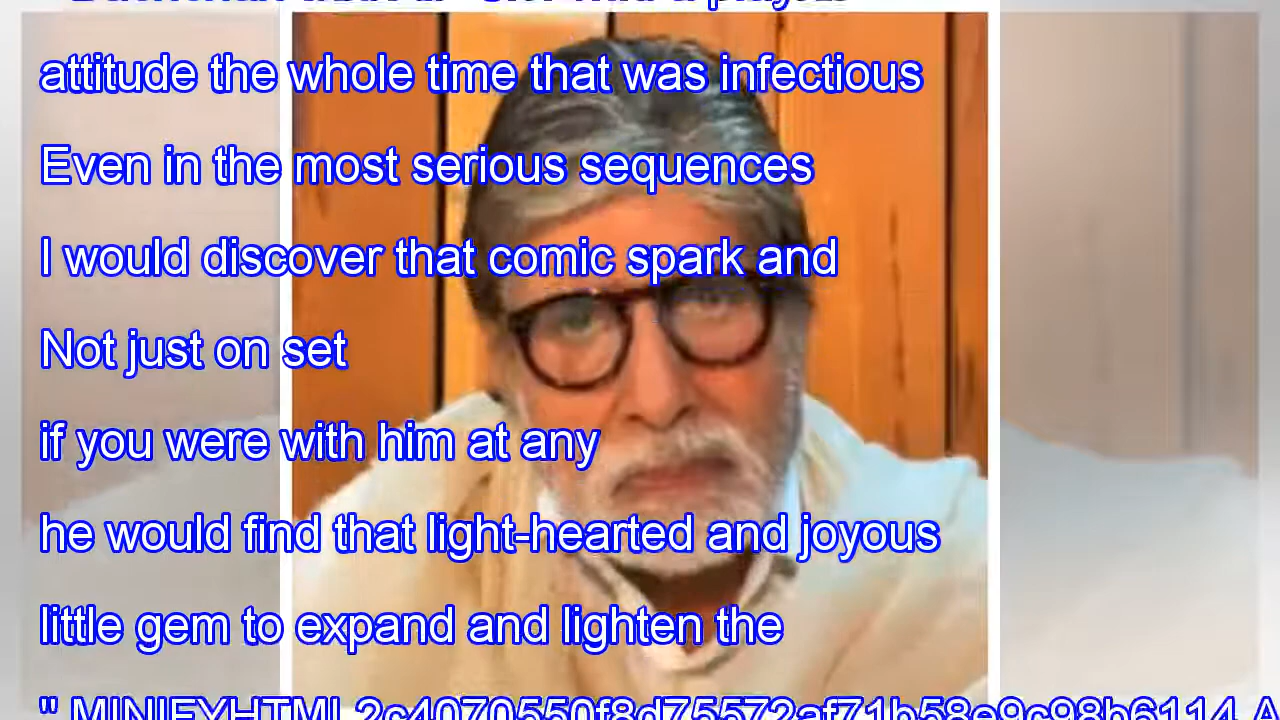 attitude the whole time that was infectious
Even in the most serious sequences
I would discover that comic spark and
Not just on set
if you were with him at any
he would find that light-hearted and joyous
little gem to expand and lighten the
" MINIFYHTML2c4070550f8d75572af71b58e9c98b6114 A